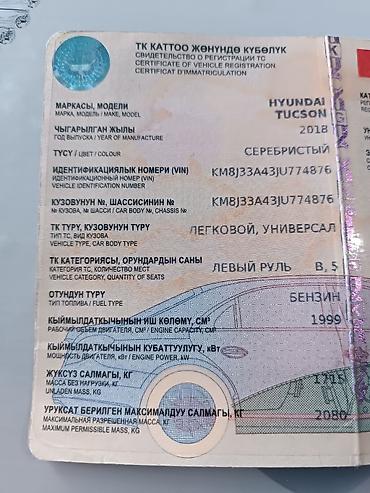 ТК КАТТОО ЖӨНҮНДӨ КҮБӨЛҮК
СВИДЕТЕЛЬСТВО О РЕГИСТРАЦИИ ТС
CERTIFICATE OF VEHICLE REGISTRATION
CERTIFICAT D'IMMATRICULATION
МАРКАСЫ, МОДЕЛИ HYUNDAI
МАРКА, МОДЕЛЬ / MAKE, MODEL TUCSON
ЧЫГАРЫЛГАН ЖЫЛЫ 2018
ГОД ВЫПУСКА / YEAR OF MANUFACTURE
ТҮСҮ / ЦВЕТ / COLOUR СЕРЕБРИСТЫЙ
ИДЕНТИФИКАЦИЯЛЫК НОМЕРИ (VIN) KM8J33A43JU774876
ИДЕНТИФИКАЦИОННЫЙ НОМЕР (VIN)
VEHICLE IDENTIFICATION NUMBER
КУЗОВУНУН №, ШАССИСИНИН № KM8J33A43JU774876
№ КУЗОВА, № ШАССИ / CAR BODY №, CHASSIS №
ТК ТҮРҮ, КУЗОВУНУН ТҮРҮ ЛЕГКОВОЙ, УНИВЕРСАЛ
ТИП ТС, ВИД КУЗОВА
VEHICLE TYPE, CAR BODY TYPE
ТК КАТЕГОРИЯСЫ, ОРУНДАРДЫН САНЫ ЛЕВЫЙ РУЛЬ B, 5
КАТЕГОРИЯ ТС, КОЛИЧЕСТВО МЕСТ
VEHICLE CATEGORY, QUANTITY OF SEATS
ОТУНДУН ТҮРҮ БЕНЗИН
ТИП ТОПЛИВА / FUEL TYPE
КЫЙМЫЛДАТКЫЧЫНЫН ИШ КӨЛӨМҮ, СМ³ 1999
РАБОЧИЙ ОБЪЕМ ДВИГАТЕЛЯ, СМ³ / ENGINE CAPACITY, CM³
КЫЙМЫЛДАТКЫЧЫНЫН КУБАТТУУЛУГУ, кВт
МОЩНОСТЬ ДВИГАТЕЛЯ, кВт / ENGINE POWER, kW
ЖҮКСҮЗ САЛМАГЫ, КГ 1715
МАССА БЕЗ НАГРУЗКИ, КГ
UNLADEN MASS, KG
УРУКСАТ БЕРИЛГЕН МАКСИМАЛДУУ САЛМАГЫ, КГ 2080
МАКСИМАЛЬНАЯ РАЗРЕШЕННАЯ МАССА, КГ
MAXIMUM PERMISSIBLE MASS, KG